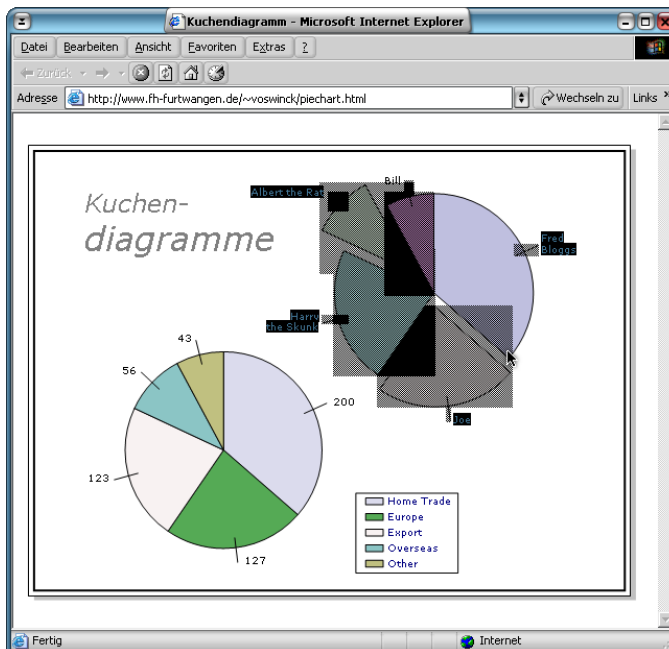 Kuchendiagramm - Microsoft Internet Explorer
Datei Bearbeiten Ansicht Favoriten Extras ?
Zurück
Adresse http://www.fh-furtwangen.de/~voswinck/piechart.html Wechseln zu Links »
Kuchen-
diagramme
Albert the Rat
Bill
Fred
Bloggs
Harry
the Skunk
Joe
43
56
200
123
127
Home Trade
Europe
Export
Overseas
Other
Fertig
Internet